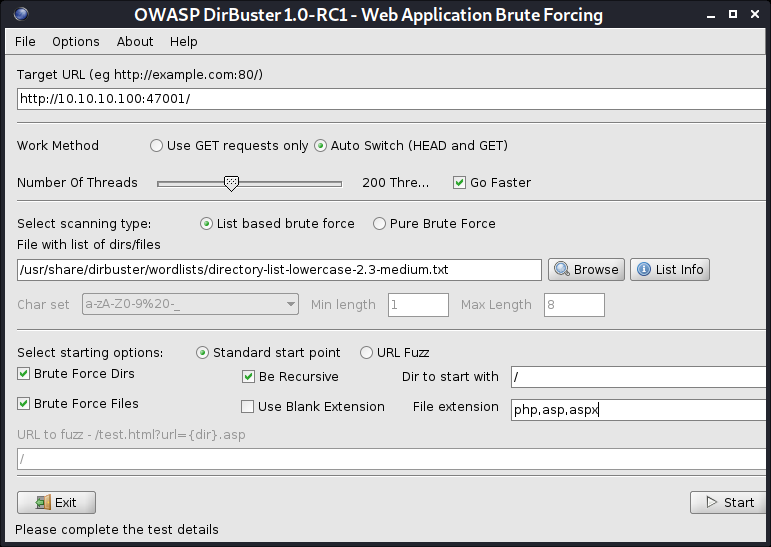 OWASP DirBuster 1.0-RC1 - Web Application Brute Forcing
File Options About Help
Target URL (eg http://example.com:80/)
http://10.10.10.100:47001/
Work Method Use GET requests only Auto Switch (HEAD and GET)
Number Of Threads 200 Thre... Go Faster
Select scanning type: List based brute force Pure Brute Force
File with list of dirs/files
/usr/share/dirbuster/wordlists/directory-list-lowercase-2.3-medium.txt Browse List Info
Char set a-zA-Z0-9%20-_ Min length 1 Max Length 8
Select starting options: Standard start point URL Fuzz
Brute Force Dirs Be Recursive Dir to start with /
Brute Force Files Use Blank Extension File extension php,asp,aspx
URL to fuzz - /test.html?url={dir}.asp
/
Exit Start
Please complete the test details